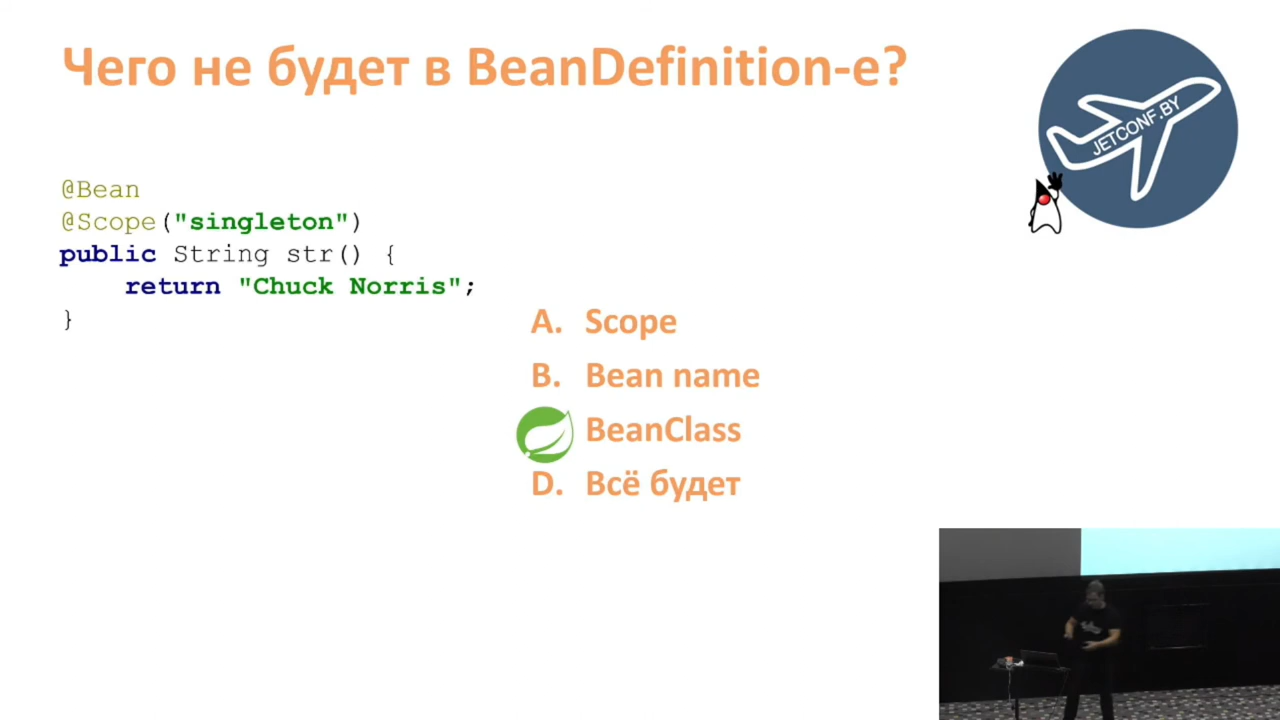 Чего не будет в BeanDefinition-е?
JETCONF.BY
@Bean
@Scope("singleton")
public String str() {
return "Chuck Norris";
}
A. Scope
B. Bean name
BeanClass
D. Всё будет